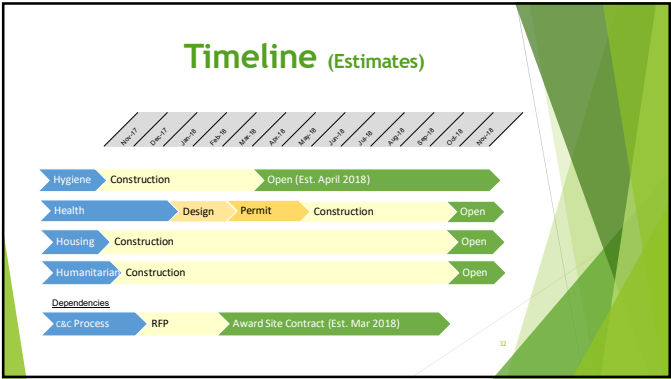 Timeline (Estimates)
Nov-17 Dec-17 Jan-18 Feb-18 Mar-18 Apr-18 May-18 Jun-18 Jul-18 Aug-18 Sep-18 Oct-18 Nov-18
Hygiene Construction Open (Est. April 2018)
Health Design Permit Construction Open
Housing Construction Open
Humanitarian Construction Open
Dependencies
c&c Process RFP Award Site Contract (Est. Mar 2018)
32